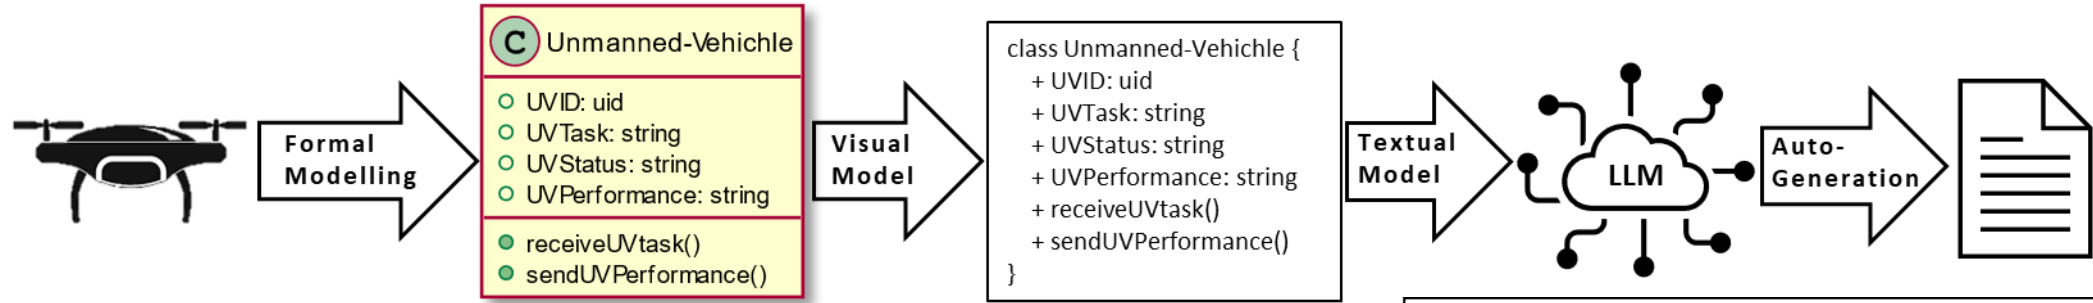 Formal
Modelling
C Unmanned-Vehichle
UVID: uid
UVTask: string
UVStatus: string
UVPerformance: string
receiveUVtask()
sendUVPerformance()
Visual
Model
class Unmanned-Vehichle {
+ UVID: uid
+ UVTask: string
+ UVStatus: string
+ UVPerformance: string
+ receiveUVtask()
+ sendUVPerformance()
}
Textual
Model
LLM
Auto-
Generation